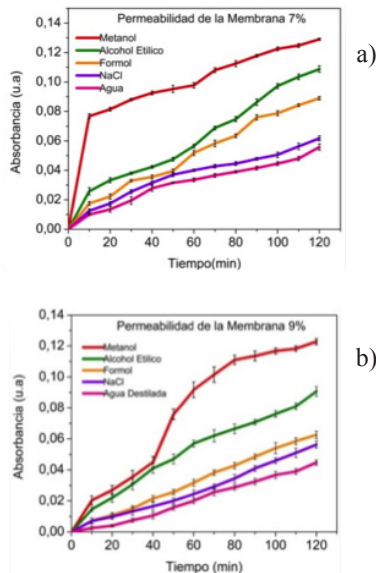 Permeabilidad de la Membrana 7%
Metanol
Alcohol Etílico
Formol
NaCl
Agua
Absorbancia (u.a)
0,14
0,12
0,10
0,08
0,06
0,04
0,02
0,00
0 20 40 60 80 100 120
Tiempo(min)
a)
Permeabilidad de la Membrana 9%
Metanol
Alcohol Etilico
Formol
NaCl
Agua Destilada
Absorbancia (u.a)
0,14
0,12
0,10
0,08
0,06
0,04
0,02
0,00
0 20 40 60 80 100 120
Tiempo (min)
b)